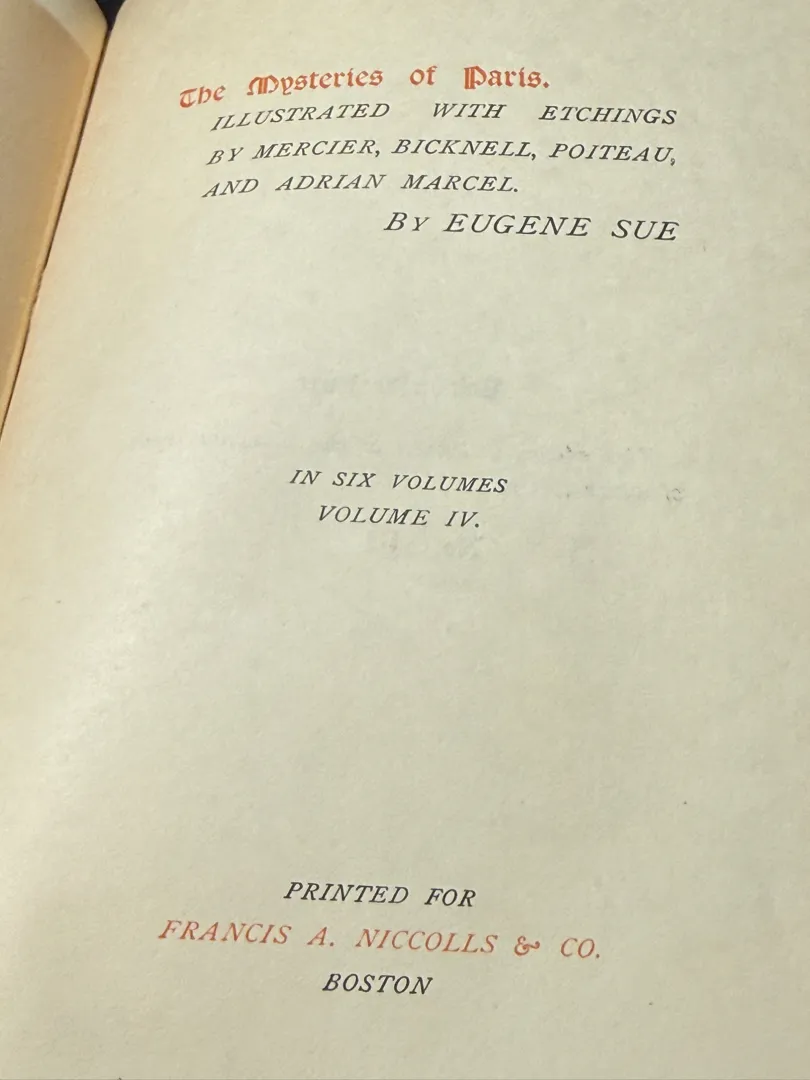 The Mysteries of Paris.
ILLUSTRATED WITH ETCHINGS
BY MERCIER, BICKNELL, POITEAU,
AND ADRIAN MARCEL.
BY EUGENE SUE
IN SIX VOLUMES
VOLUME IV.
PRINTED FOR
FRANCIS A. NICCOLLS & CO.
BOSTON